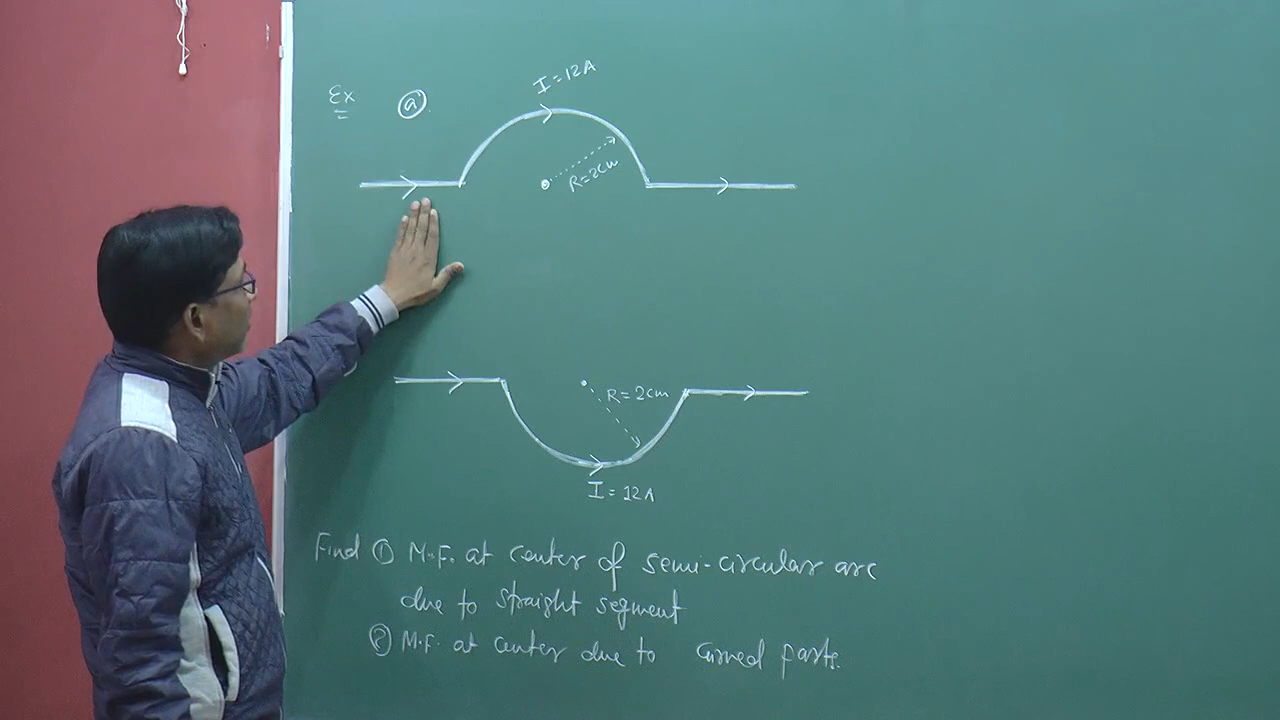 I = 12A
Ex (a)
R=2cm
R=2cm
I = 12A
Find (1) M.F. at center of semi-circular arc
due to straight segment
(2) M.F. at center due to curved parts.